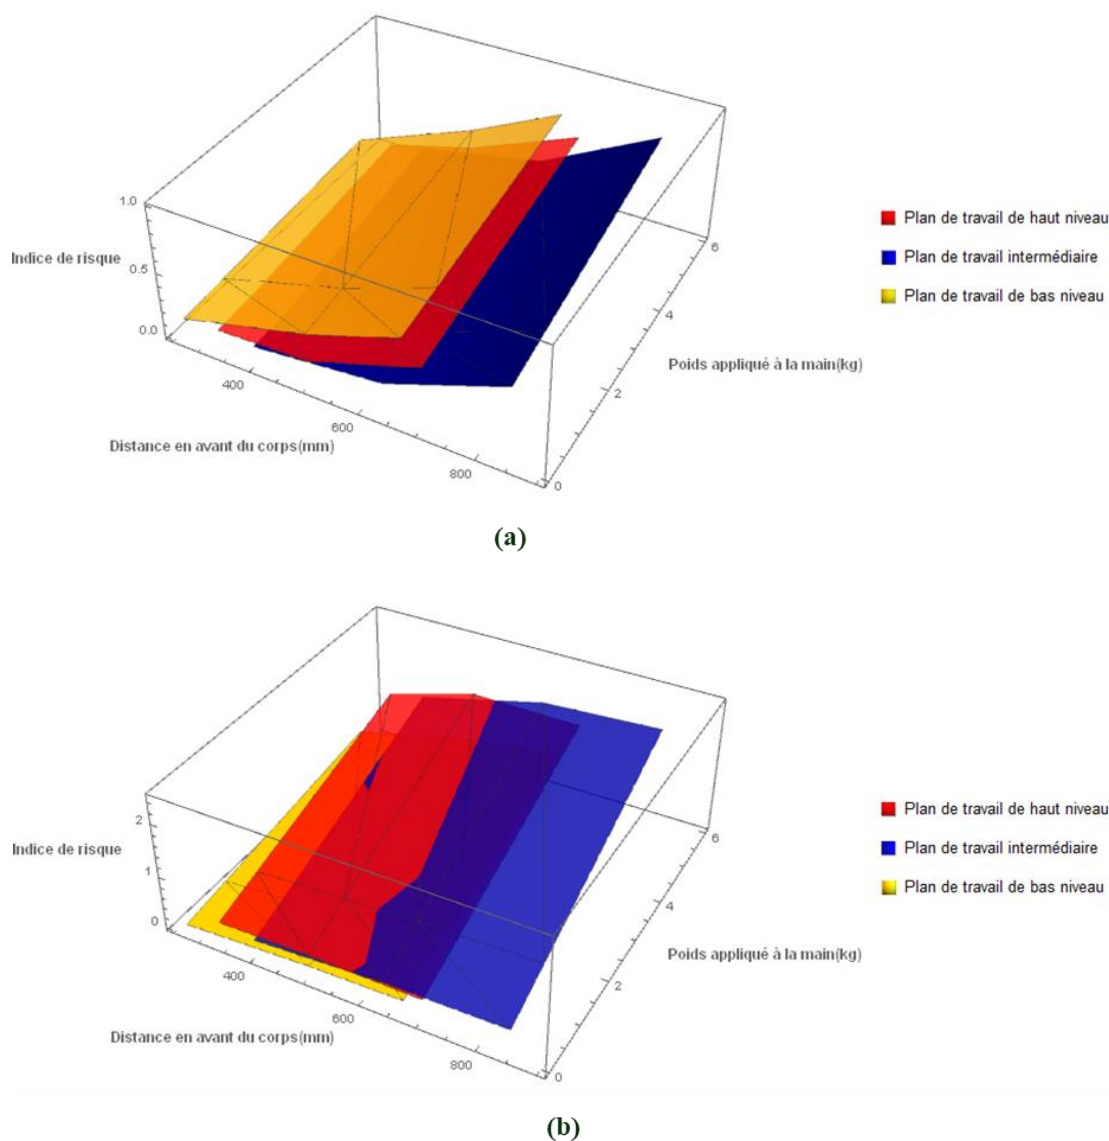 1.0
Indice de risque
0.5
0.0
400
600
800
Distance en avant du corps(mm)
0
2
4
6
Poids appliqué à la main(kg)
Plan de travail de haut niveau
Plan de travail intermédiaire
Plan de travail de bas niveau
(a)
2
Indice de risque
1
0
400
600
800
Distance en avant du corps(mm)
0
2
4
6
Poids appliqué à la main(kg)
Plan de travail de haut niveau
Plan de travail intermédiaire
Plan de travail de bas niveau
(b)